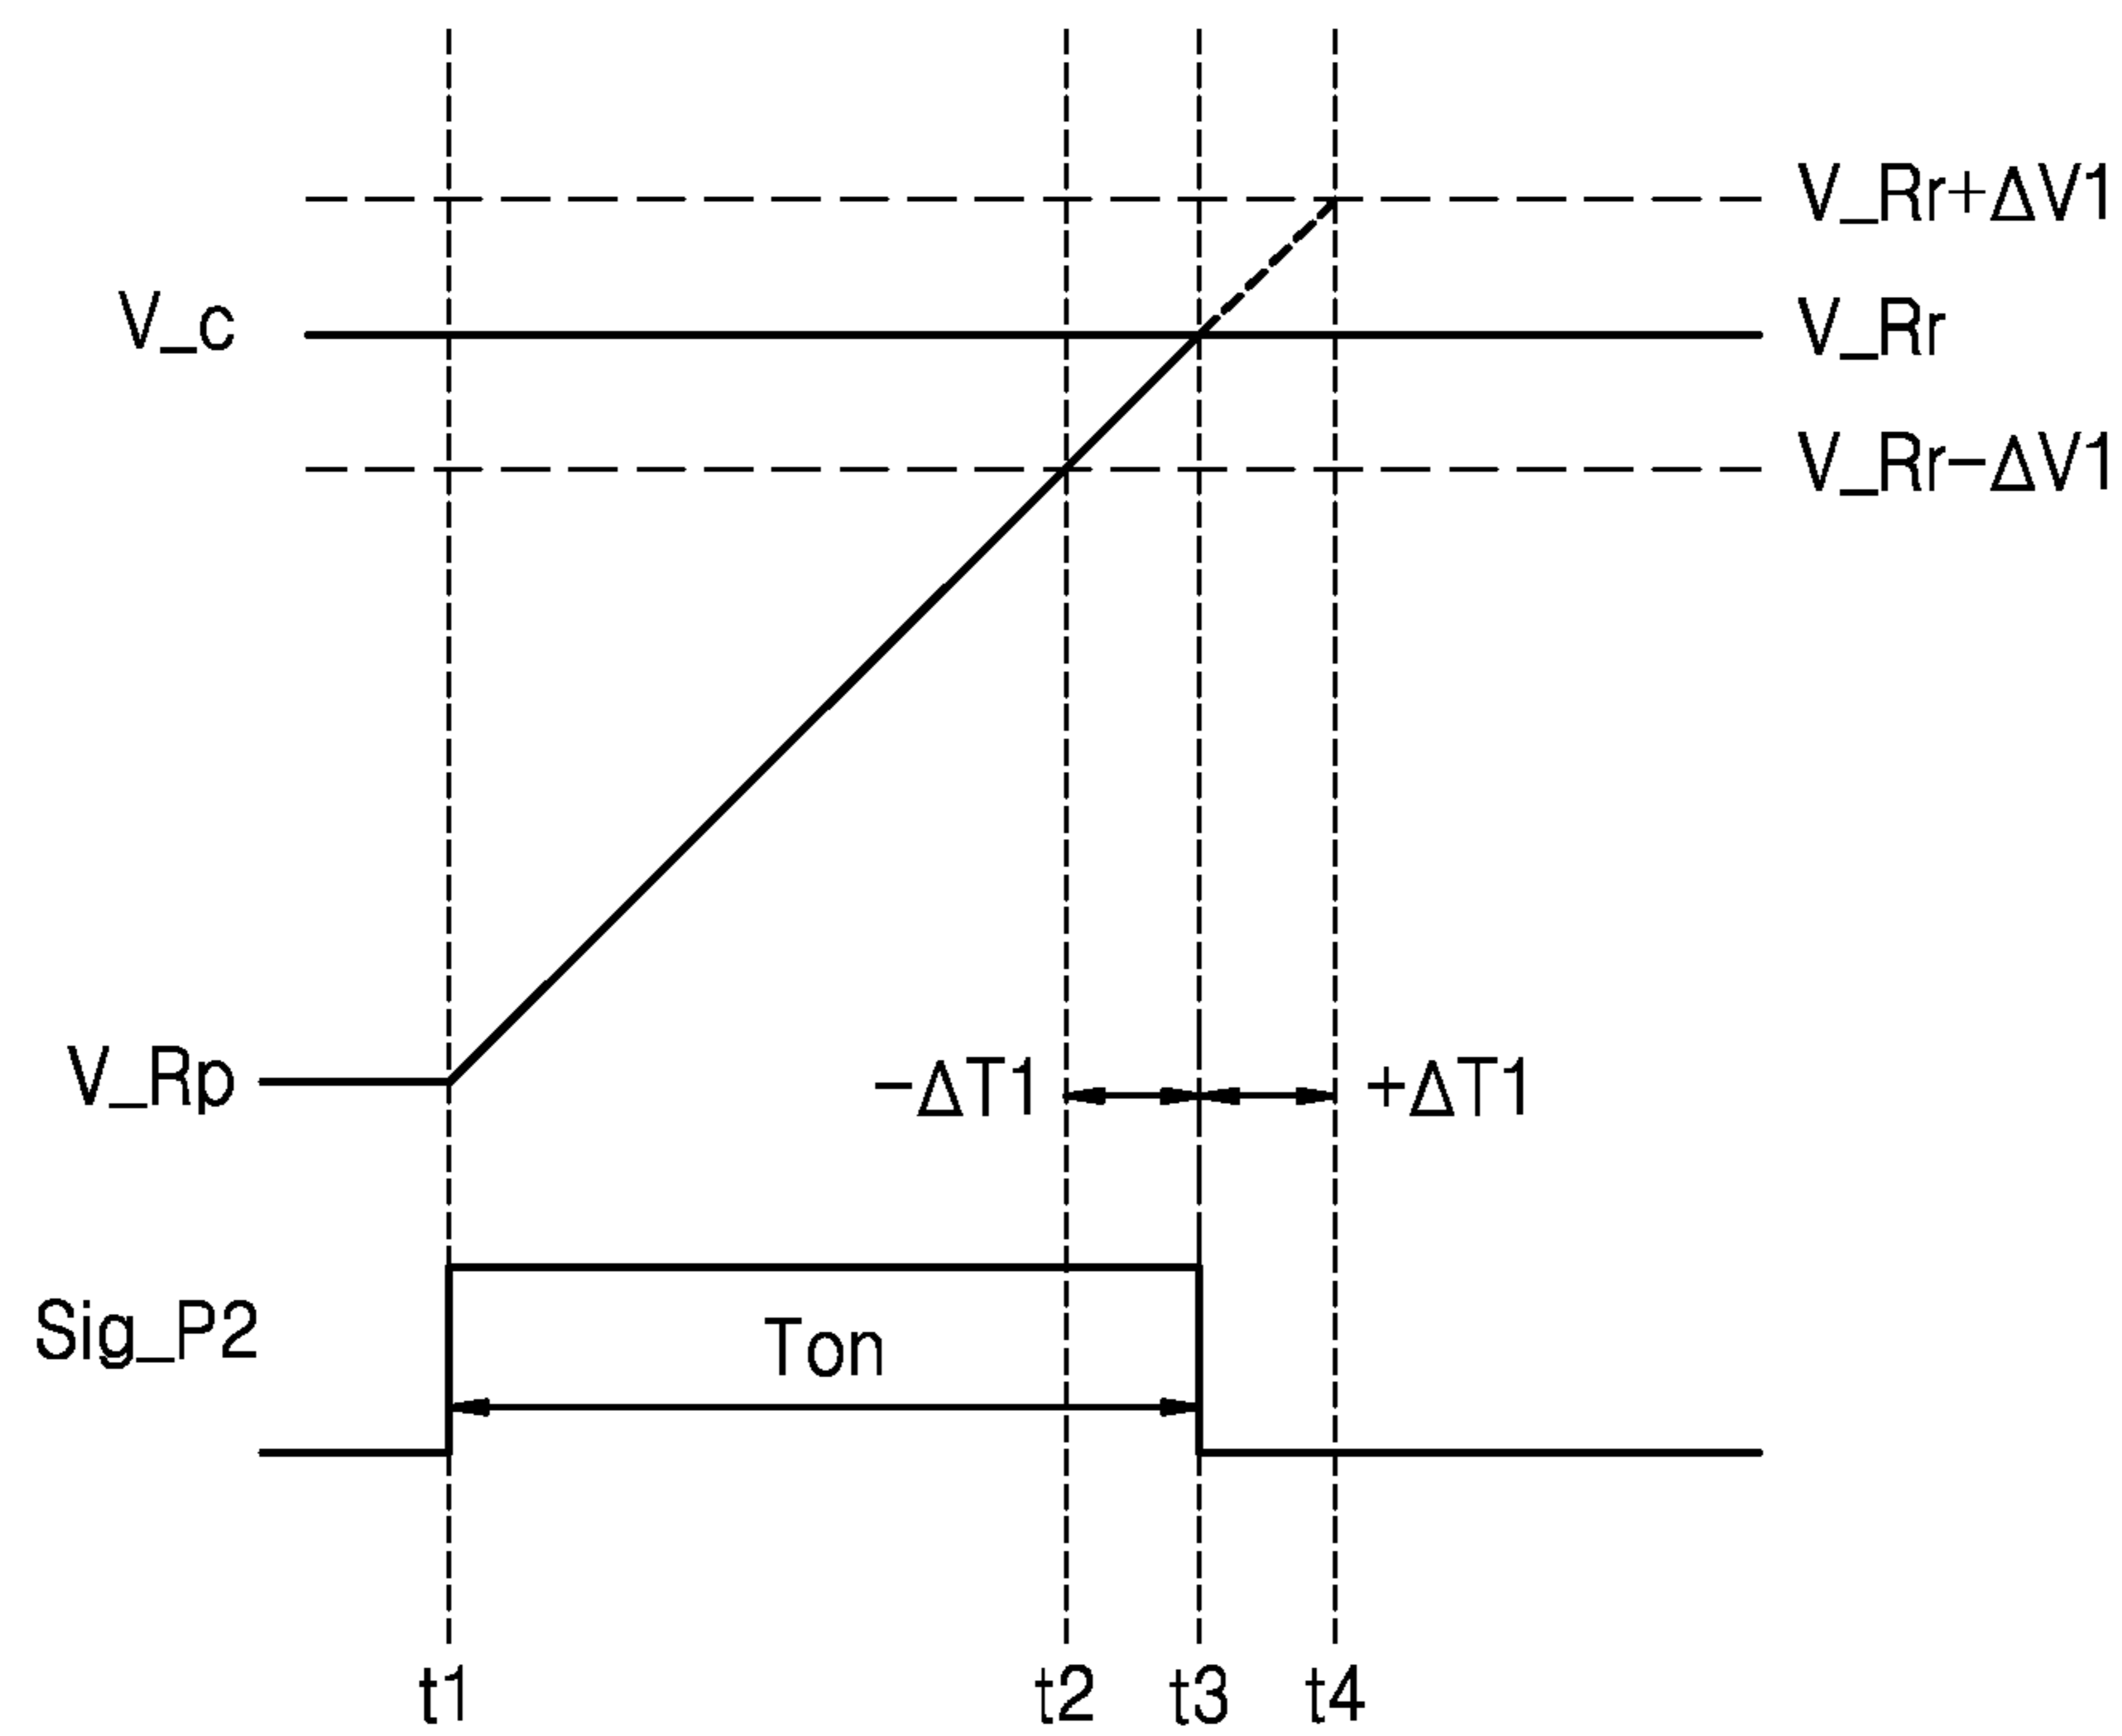 V_Rr+ΔV1
V_c
V_Rr
V_Rr−ΔV1
V_Rp
−ΔT1
+ΔT1
Sig_P2
Ton
t1
t2
t3
t4